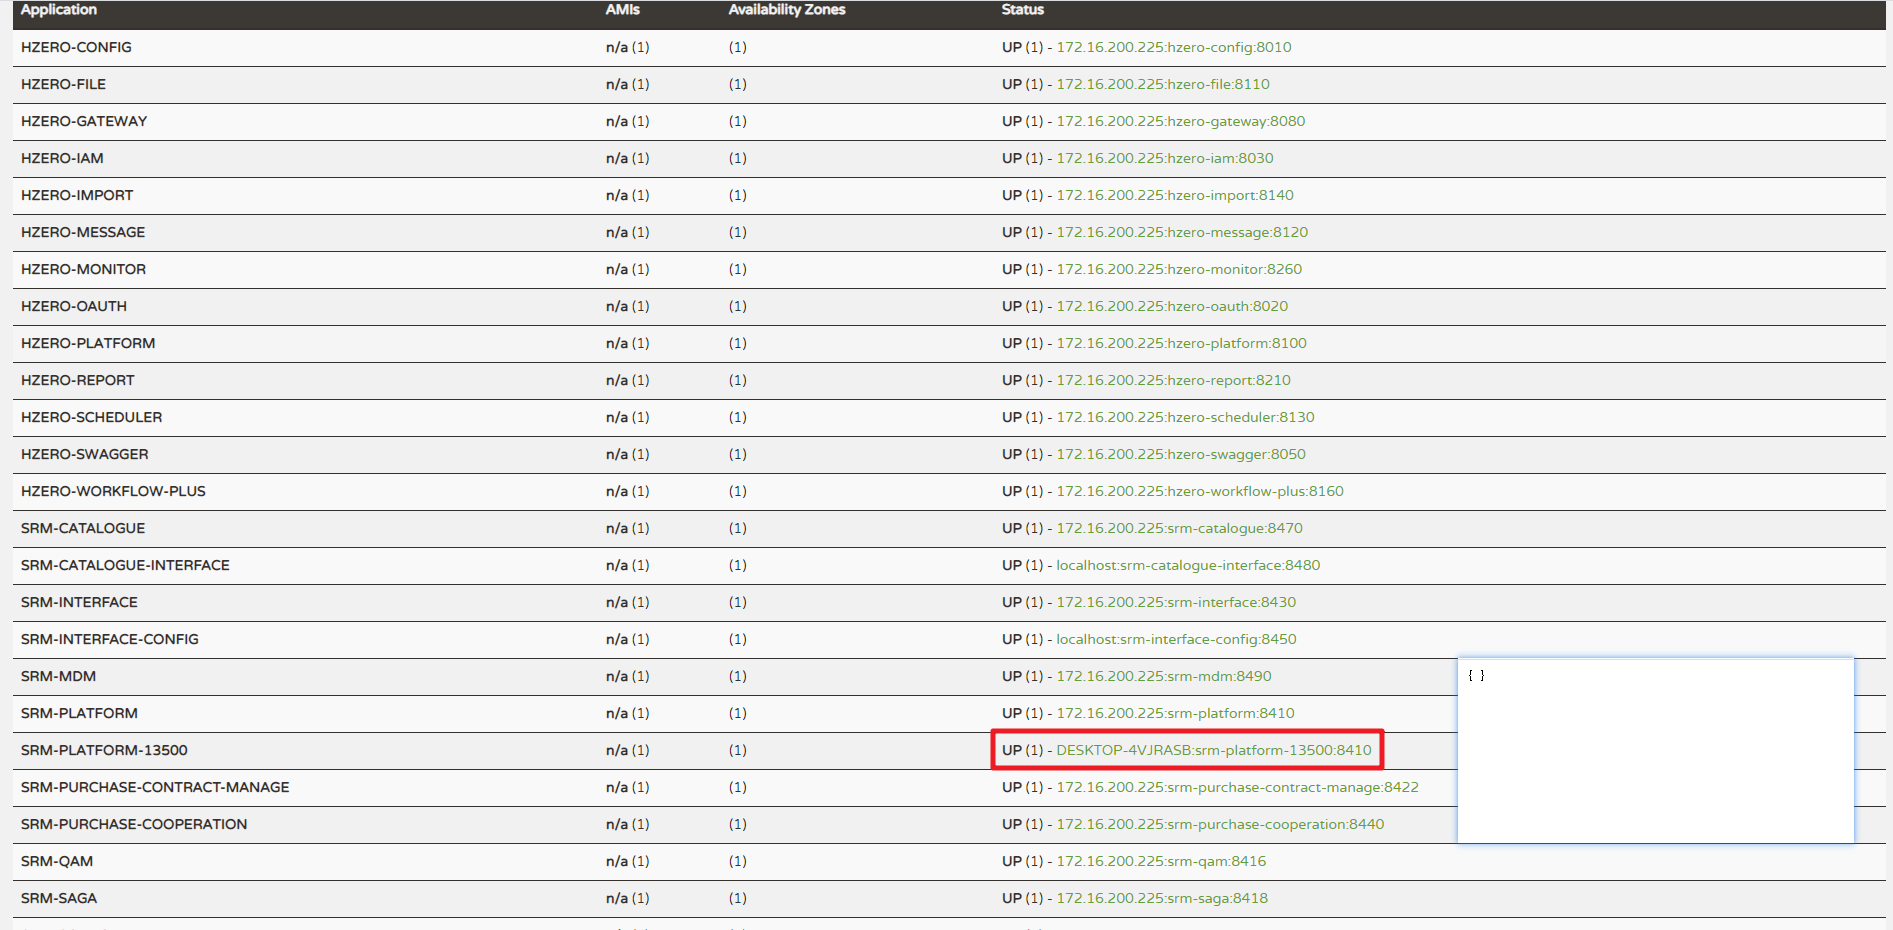 Application AMIs Availability Zones Status
HZERO-CONFIG n/a (1) (1) UP (1) - 172.16.200.225:hzero-config:8010
HZERO-FILE n/a (1) (1) UP (1) - 172.16.200.225:hzero-file:8110
HZERO-GATEWAY n/a (1) (1) UP (1) - 172.16.200.225:hzero-gateway:8080
HZERO-IAM n/a (1) (1) UP (1) - 172.16.200.225:hzero-iam:8030
HZERO-IMPORT n/a (1) (1) UP (1) - 172.16.200.225:hzero-import:8140
HZERO-MESSAGE n/a (1) (1) UP (1) - 172.16.200.225:hzero-message:8120
HZERO-MONITOR n/a (1) (1) UP (1) - 172.16.200.225:hzero-monitor:8260
HZERO-OAUTH n/a (1) (1) UP (1) - 172.16.200.225:hzero-oauth:8020
HZERO-PLATFORM n/a (1) (1) UP (1) - 172.16.200.225:hzero-platform:8100
HZERO-REPORT n/a (1) (1) UP (1) - 172.16.200.225:hzero-report:8210
HZERO-SCHEDULER n/a (1) (1) UP (1) - 172.16.200.225:hzero-scheduler:8130
HZERO-SWAGGER n/a (1) (1) UP (1) - 172.16.200.225:hzero-swagger:8050
HZERO-WORKFLOW-PLUS n/a (1) (1) UP (1) - 172.16.200.225:hzero-workflow-plus:8160
SRM-CATALOGUE n/a (1) (1) UP (1) - 172.16.200.225:srm-catalogue:8470
SRM-CATALOGUE-INTERFACE n/a (1) (1) UP (1) - localhost:srm-catalogue-interface:8480
SRM-INTERFACE n/a (1) (1) UP (1) - 172.16.200.225:srm-interface:8430
SRM-INTERFACE-CONFIG n/a (1) (1) UP (1) - localhost:srm-interface-config:8450
SRM-MDM n/a (1) (1) UP (1) - 172.16.200.225:srm-mdm:8490 { }
SRM-PLATFORM n/a (1) (1) UP (1) - 172.16.200.225:srm-platform:8410
SRM-PLATFORM-13500 n/a (1) (1) UP (1) - DESKTOP-4VJRASB:srm-platform-13500:8410
SRM-PURCHASE-CONTRACT-MANAGE n/a (1) (1) UP (1) - 172.16.200.225:srm-purchase-contract-manage:8422
SRM-PURCHASE-COOPERATION n/a (1) (1) UP (1) - 172.16.200.225:srm-purchase-cooperation:8440
SRM-QAM n/a (1) (1) UP (1) - 172.16.200.225:srm-qam:8416
SRM-SAGA n/a (1) (1) UP (1) - 172.16.200.225:srm-saga:8418